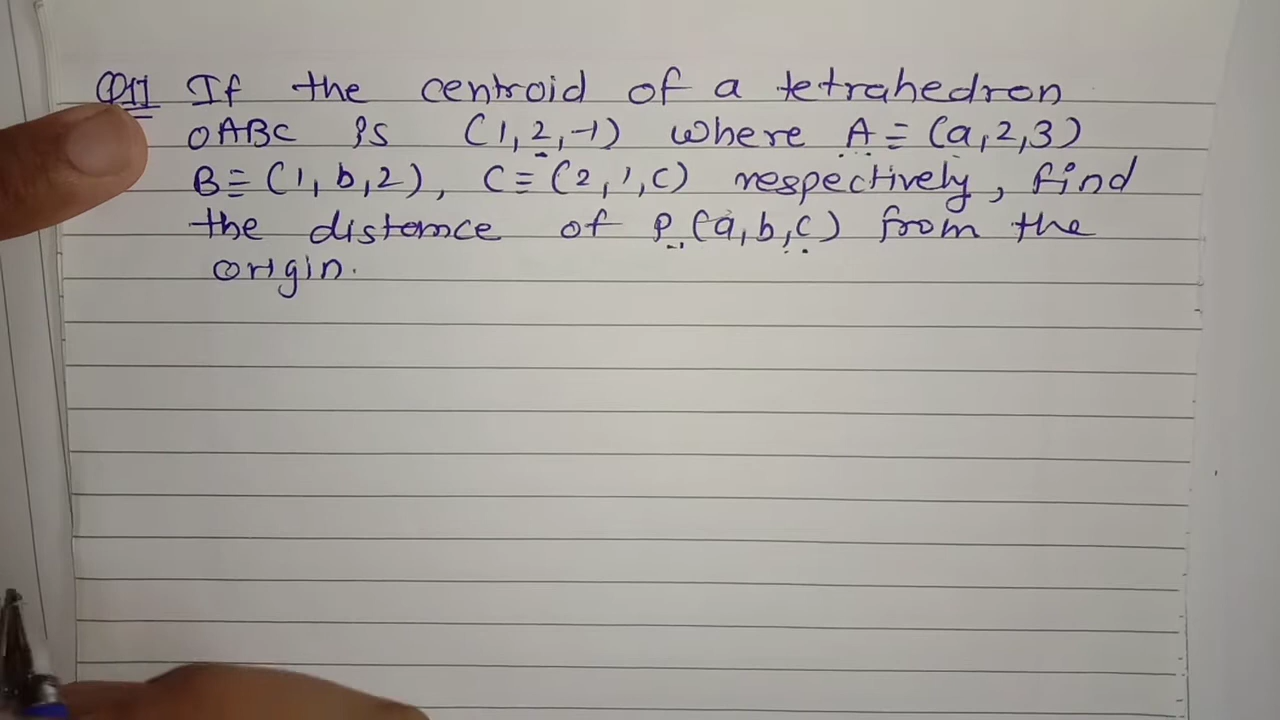 Q1] If the centroid of a tetrahedron
OABC is (1, 2, -1) where A = (a, 2, 3)
B ≡ (1, b, 2), C = (2, 1, c) respectively, find
the distance of P (a, b, c) from the
origin.